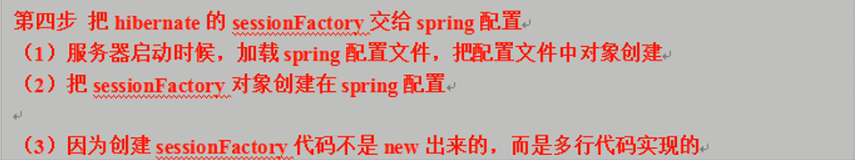 第四步 把 hibernate 的 sessionFactory 交给 spring 配置
（1）服务器启动时候，加载 spring 配置文件，把配置文件中对象创建
（2）把 sessionFactory 对象创建在 spring 配置
（3）因为创建 sessionFactory 代码不是 new 出来的，而是多行代码实现的